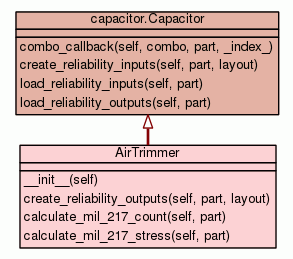 capacitor.Capacitor
combo_callback(self, combo, part, _index_)
create_reliability_inputs(self, part, layout)
load_reliability_inputs(self, part)
load_reliability_outputs(self, part)
AirTrimmer
__init__(self)
create_reliability_outputs(self, part, layout)
calculate_mil_217_count(self, part)
calculate_mil_217_stress(self, part)